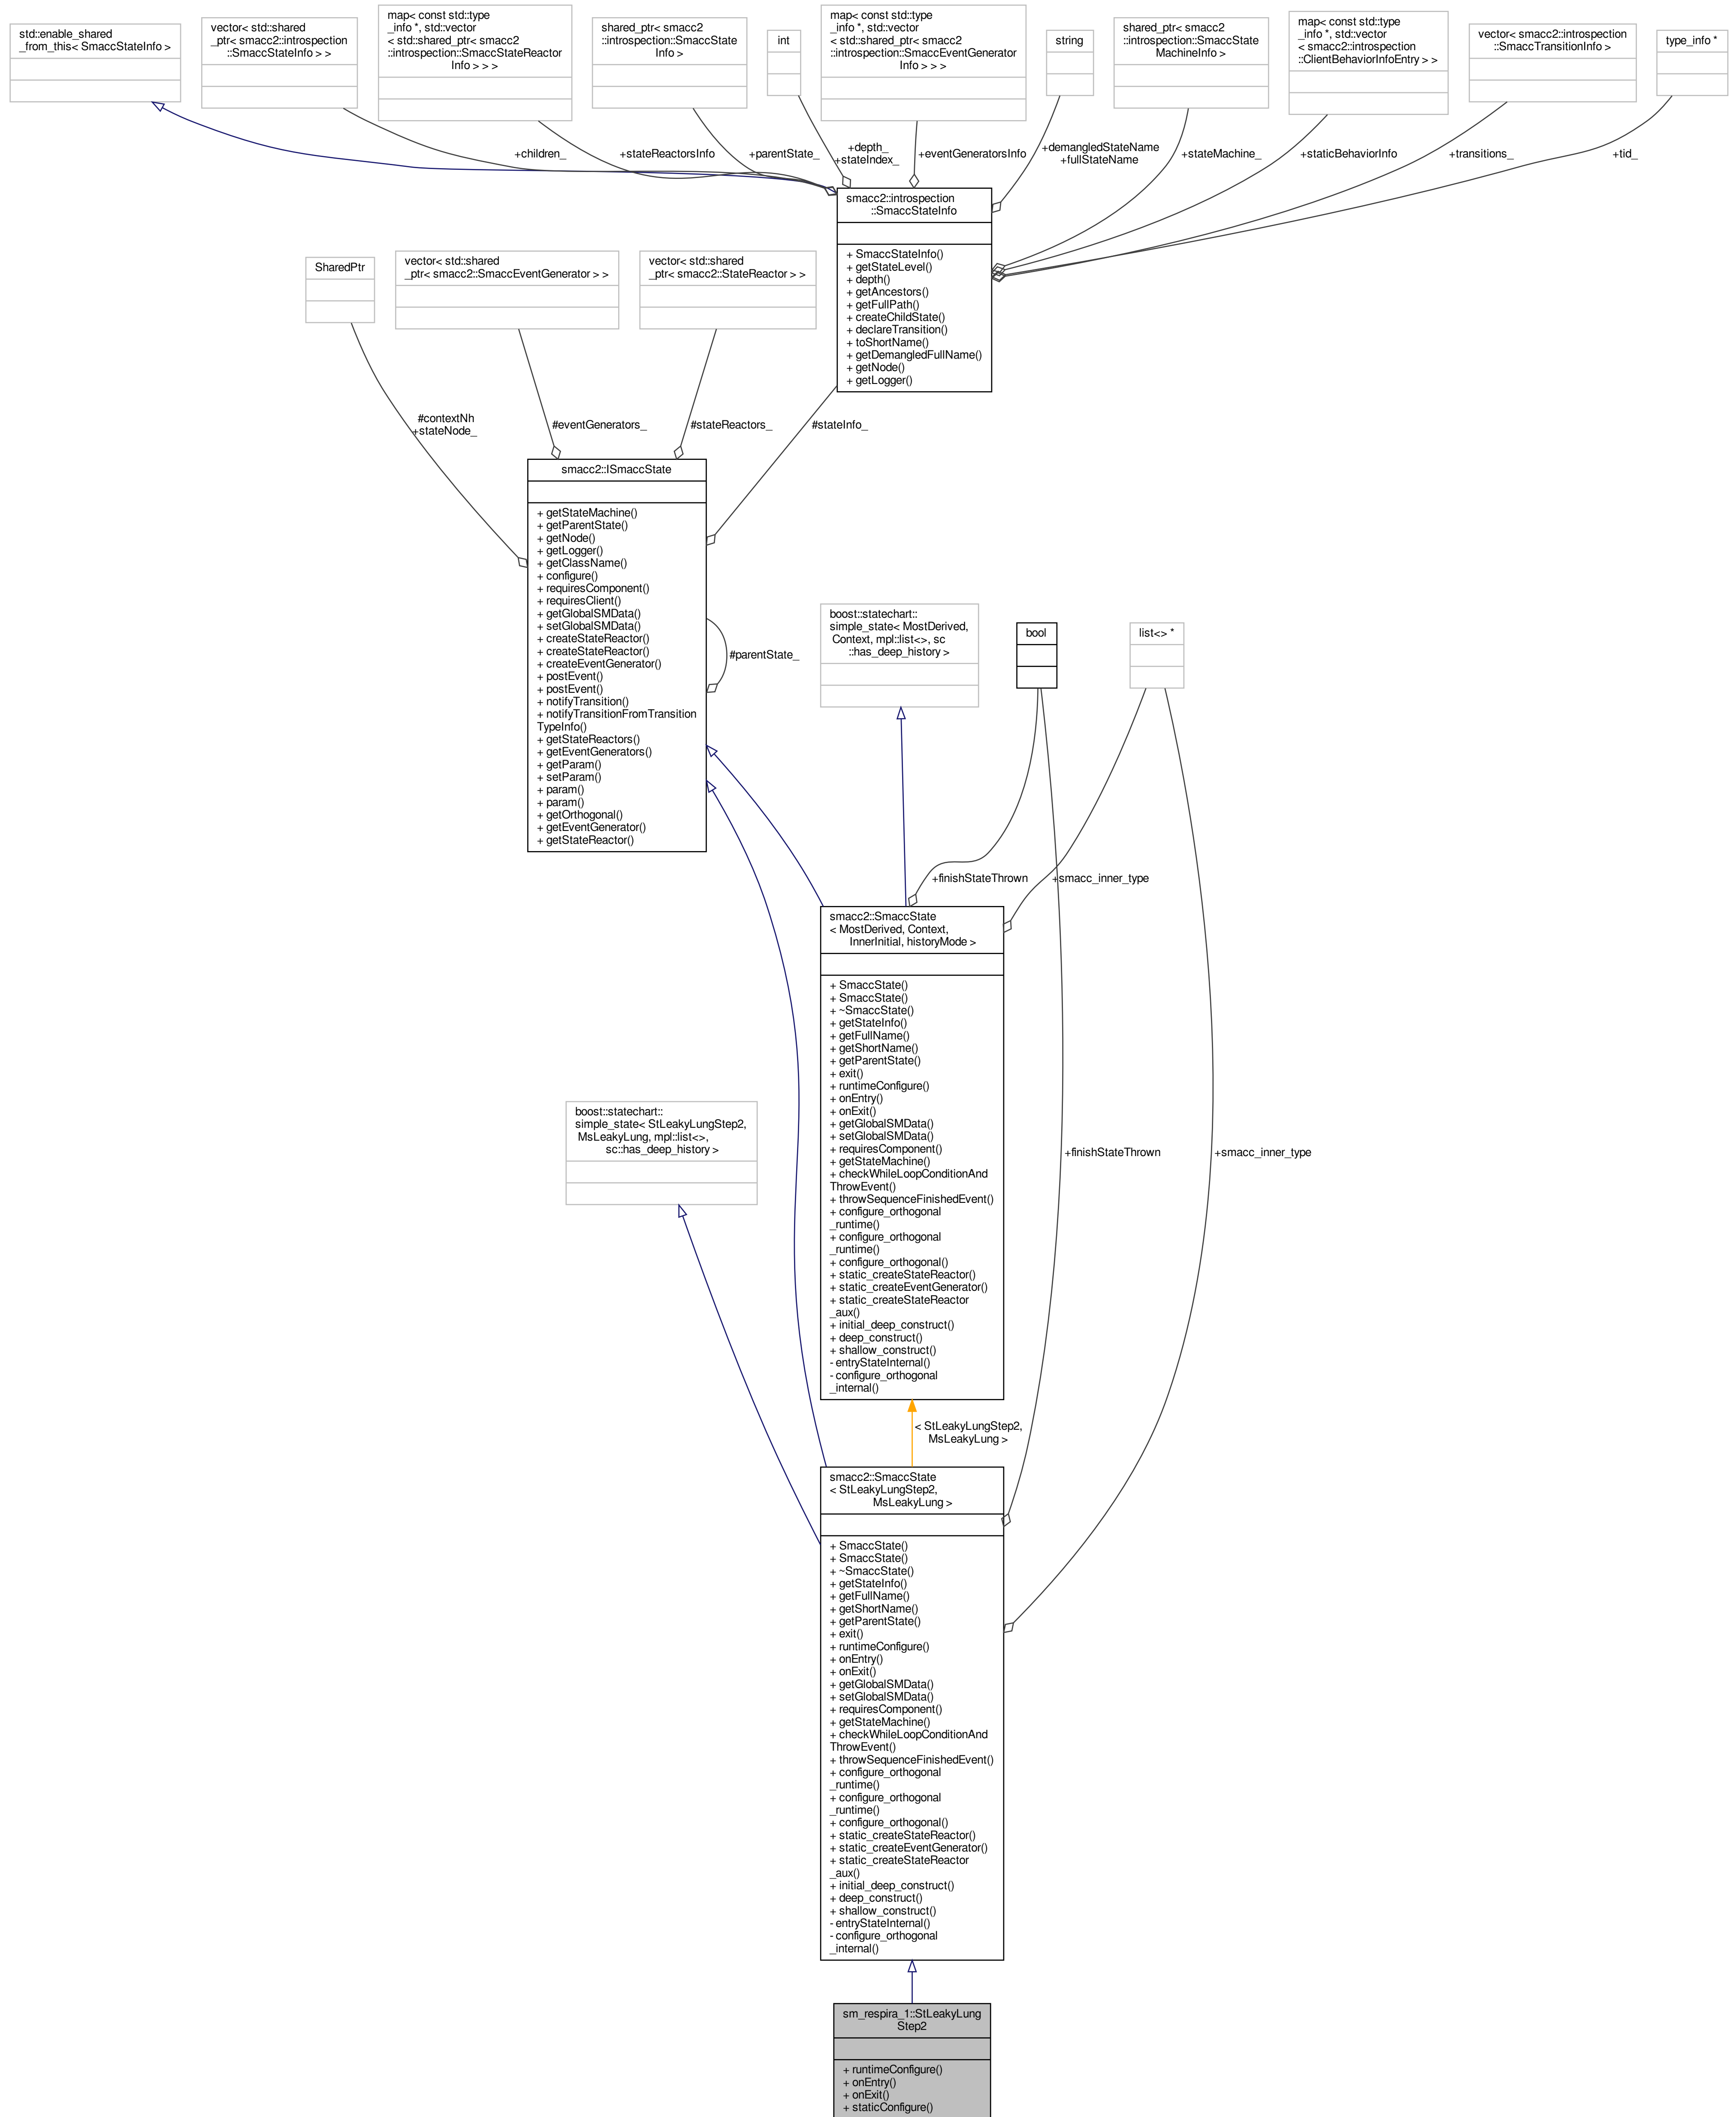 std::enable_shared
_from_this< SmaccStateInfo >
vector< std::shared
_ptr< smacc2::introspection
::SmaccStateInfo > >
map< const std::type
_info *, std::vector
< std::shared_ptr< smacc2
::introspection::SmaccStateReactor
Info > > >
shared_ptr< smacc2
::introspection::SmaccState
Info >
int
map< const std::type
_info *, std::vector
< std::shared_ptr< smacc2
::introspection::SmaccEventGenerator
Info > > >
string
shared_ptr< smacc2
::introspection::SmaccState
MachineInfo >
map< const std::type
_info *, std::vector
< smacc2::introspection
::ClientBehaviorInfoEntry > >
vector< smacc2::introspection
::SmaccTransitionInfo >
type_info *
+children_
+stateReactorsInfo
+parentState_
+depth_
+stateIndex_
+eventGeneratorsInfo
+demangledStateName
+fullStateName
+stateMachine_
+staticBehaviorInfo
+transitions_
+tid_
smacc2::introspection
::SmaccStateInfo
+ SmaccStateInfo()
+ getStateLevel()
+ depth()
+ getAncestors()
+ getFullPath()
+ createChildState()
+ declareTransition()
+ toShortName()
+ getDemangledFullName()
+ getNode()
+ getLogger()
SharedPtr
vector< std::shared
_ptr< smacc2::SmaccEventGenerator > >
vector< std::shared
_ptr< smacc2::StateReactor > >
#contextNh
+stateNode_
#eventGenerators_
#stateReactors_
#stateInfo_
smacc2::ISmaccState
+ getStateMachine()
+ getParentState()
+ getNode()
+ getLogger()
+ getClassName()
+ configure()
+ requiresComponent()
+ requiresClient()
+ getGlobalSMData()
+ setGlobalSMData()
+ createStateReactor()
+ createStateReactor()
+ createEventGenerator()
+ postEvent()
+ postEvent()
+ notifyTransition()
+ notifyTransitionFromTransition
TypeInfo()
+ getStateReactors()
+ getEventGenerators()
+ getParam()
+ setParam()
+ param()
+ param()
+ getOrthogonal()
+ getEventGenerator()
+ getStateReactor()
#parentState_
boost::statechart::
simple_state< MostDerived,
Context, mpl::list<>, sc
::has_deep_history >
bool
list<> *
+finishStateThrown
+smacc_inner_type
smacc2::SmaccState
< MostDerived, Context,
InnerInitial, historyMode >
+ SmaccState()
+ SmaccState()
+ ~SmaccState()
+ getStateInfo()
+ getFullName()
+ getShortName()
+ getParentState()
+ exit()
+ runtimeConfigure()
+ onEntry()
+ onExit()
+ getGlobalSMData()
+ setGlobalSMData()
+ requiresComponent()
+ getStateMachine()
+ checkWhileLoopConditionAnd
ThrowEvent()
+ throwSequenceFinishedEvent()
+ configure_orthogonal
_runtime()
+ configure_orthogonal
_runtime()
+ configure_orthogonal()
+ static_createStateReactor()
+ static_createEventGenerator()
+ static_createStateReactor
_aux()
+ initial_deep_construct()
+ deep_construct()
+ shallow_construct()
- entryStateInternal()
- configure_orthogonal
_internal()
boost::statechart::
simple_state< StLeakyLungStep2,
MsLeakyLung, mpl::list<>,
sc::has_deep_history >
+finishStateThrown
+smacc_inner_type
< StLeakyLungStep2,
MsLeakyLung >
smacc2::SmaccState
< StLeakyLungStep2,
MsLeakyLung >
+ SmaccState()
+ SmaccState()
+ ~SmaccState()
+ getStateInfo()
+ getFullName()
+ getShortName()
+ getParentState()
+ exit()
+ runtimeConfigure()
+ onEntry()
+ onExit()
+ getGlobalSMData()
+ setGlobalSMData()
+ requiresComponent()
+ getStateMachine()
+ checkWhileLoopConditionAnd
ThrowEvent()
+ throwSequenceFinishedEvent()
+ configure_orthogonal
_runtime()
+ configure_orthogonal
_runtime()
+ configure_orthogonal()
+ static_createStateReactor()
+ static_createEventGenerator()
+ static_createStateReactor
_aux()
+ initial_deep_construct()
+ deep_construct()
+ shallow_construct()
- entryStateInternal()
- configure_orthogonal
_internal()
sm_respira_1::StLeakyLung
Step2
+ runtimeConfigure()
+ onEntry()
+ onExit()
+ staticConfigure()